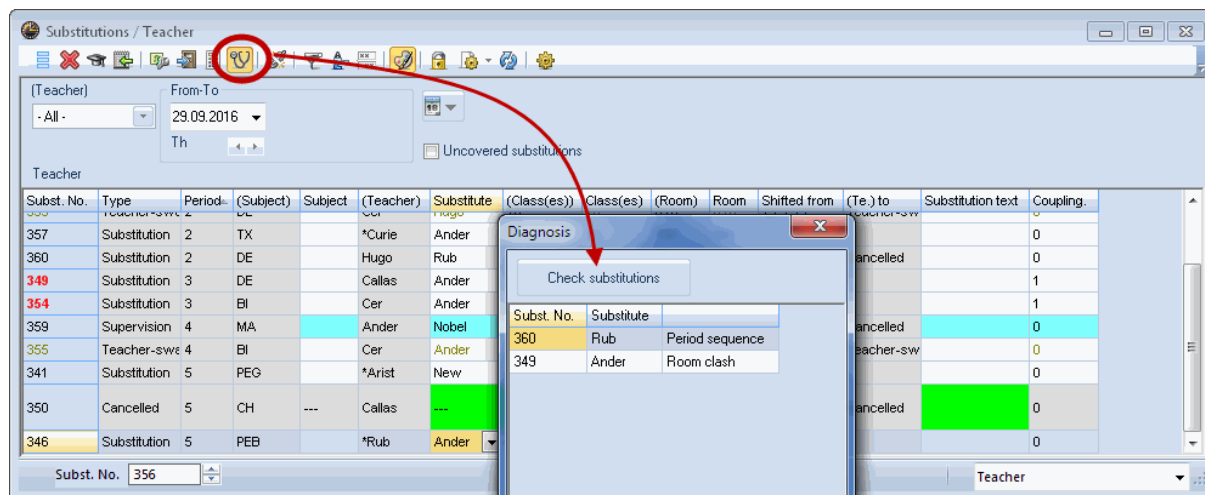 Substitutions / Teacher
(Teacher) From-To
- All - 29.09.2016
Th
Uncovered substitutions
Teacher
Subst. No. Type Period (Subject) Subject (Teacher) Substitute (Class(es)) Class(es) (Room) Room Shifted from (Te.) to Substitution text Coupling.
357 Substitution 2 TX *Curie Ander 0
360 Substitution 2 DE Hugo Rub ancelled 0
349 Substitution 3 DE Callas Ander 1
354 Substitution 3 BI Cer Ander 1
359 Supervision 4 MA Ander Nobel ancelled 0
355 Teacher-swa 4 BI Cer Ander eacher-sw 0
341 Substitution 5 PEG *Arist New 0
350 Cancelled 5 CH --- Callas --- ancelled 0
346 Substitution 5 PEB *Rub Ander 0
Diagnosis
Check substitutions
Subst. No. Substitute
360 Rub Period sequence
349 Ander Room clash
Subst. No. 356 Teacher